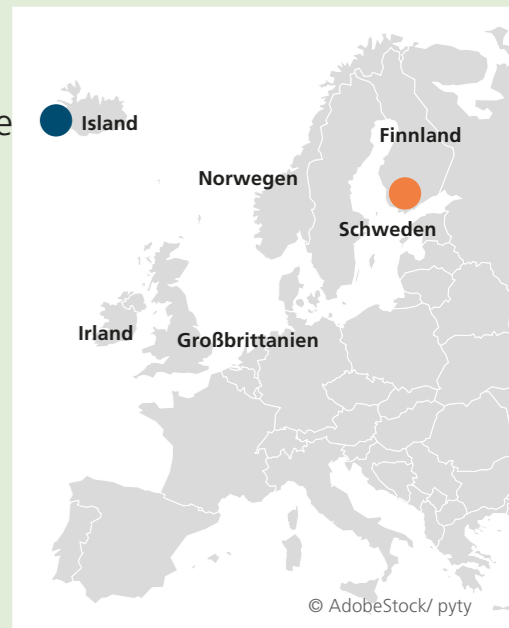 e
Island
Finnland
Norwegen
Schweden
Irland
Großbrittanien
© AdobeStock/ pyty